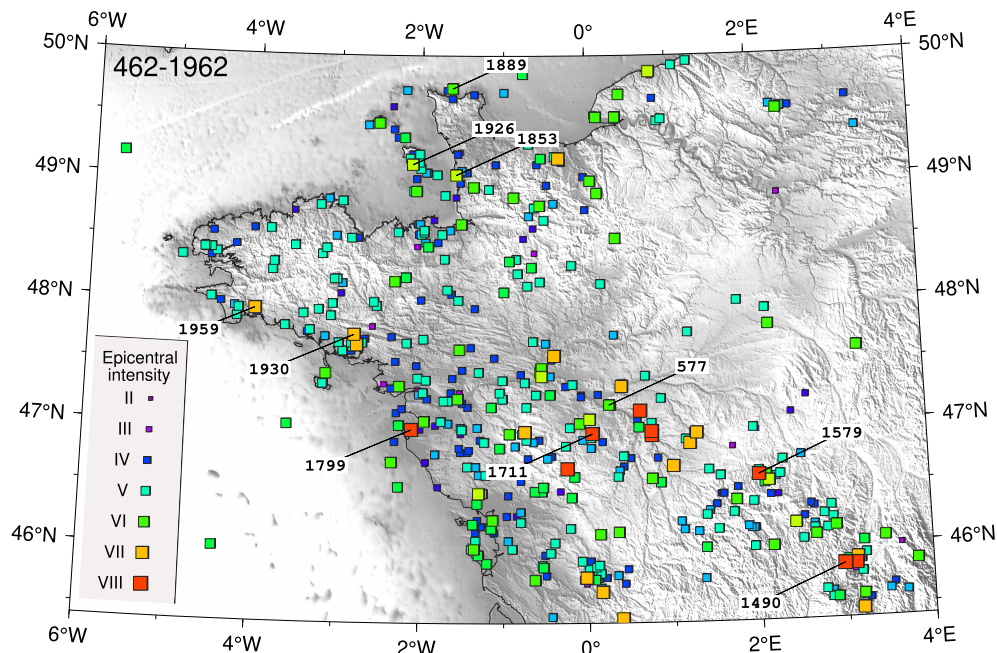 6°W 4°W 2°W 0° 2°E 4°E
50°N 50°N
462-1962
1889
1926
1853
49°N 49°N
48°N 48°N
1959
1930
577
Epicentral
intensity
II
III
IV
V
VI
VII
VIII
47°N 47°N
1799
1711
1579
46°N 46°N
1490
6°W 4°W 2°W 0° 2°E 4°E